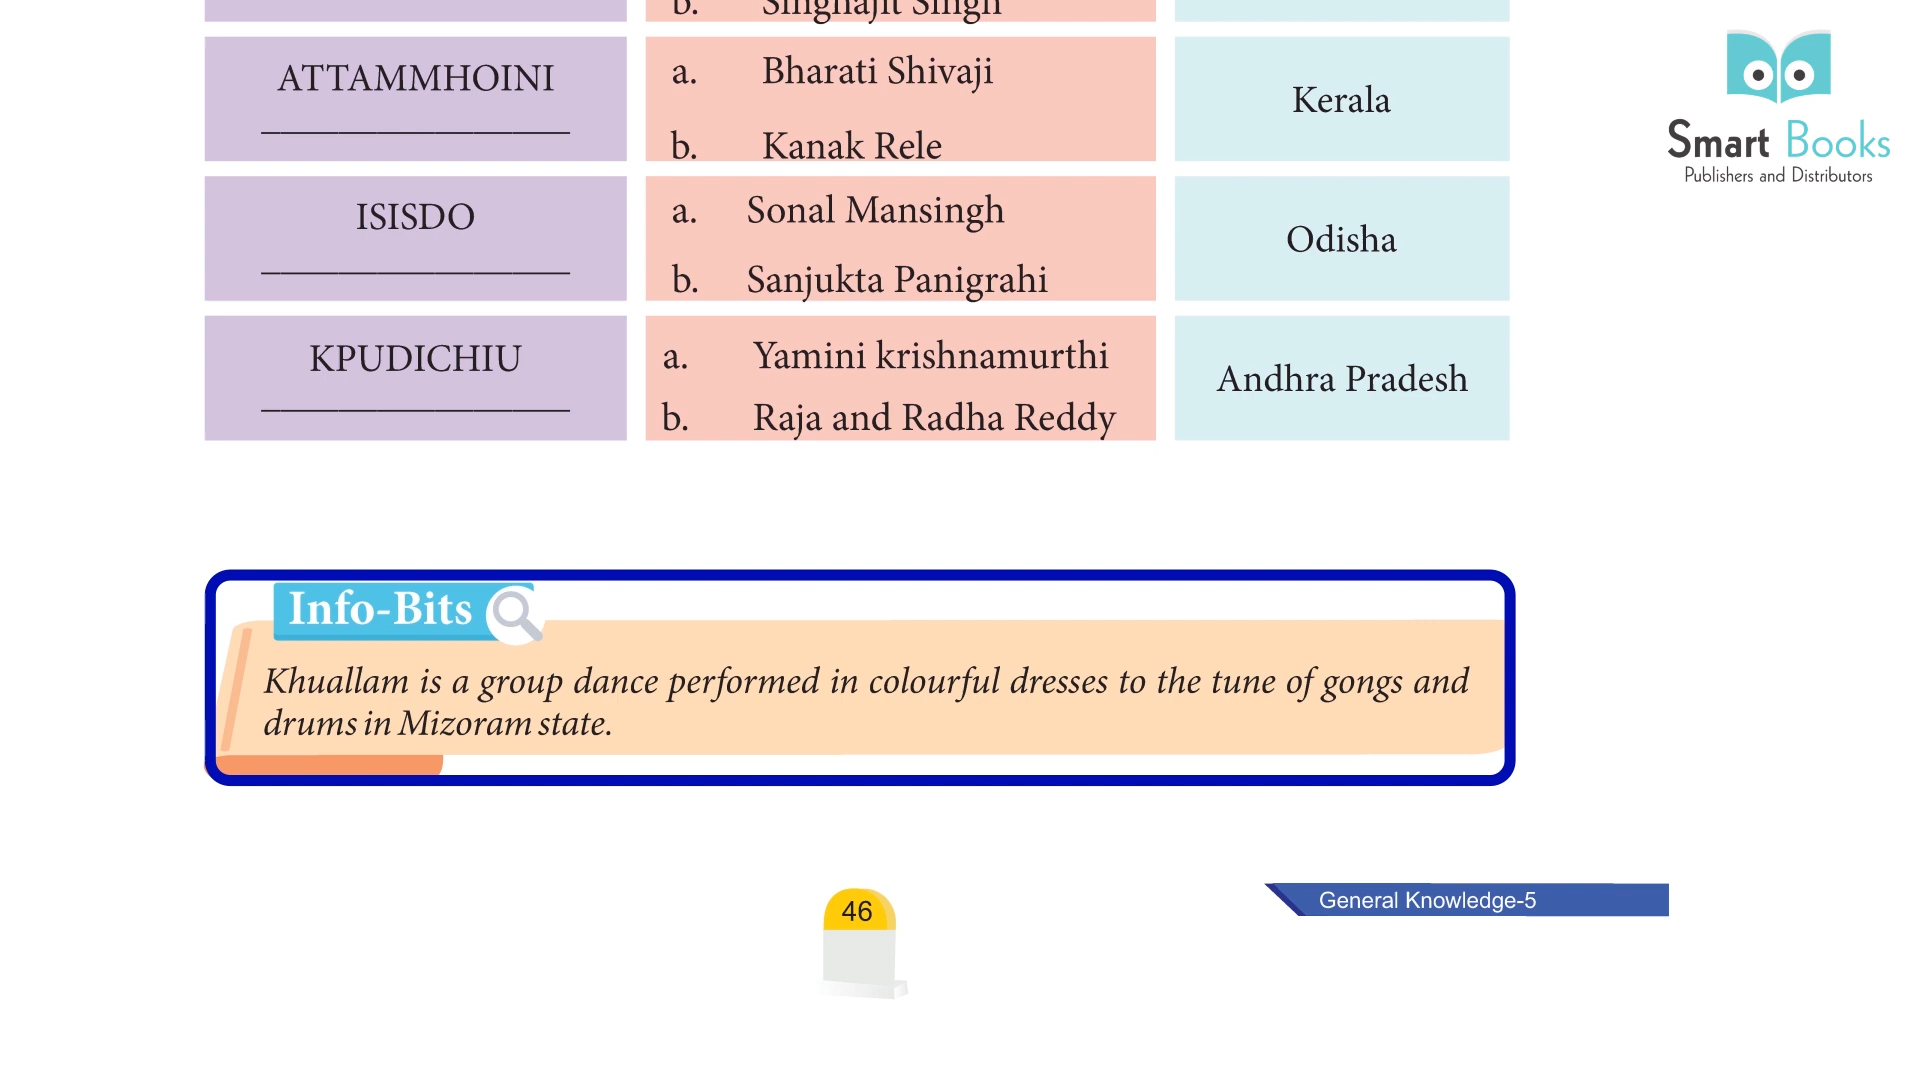 b. Singhajit Singh
ATTAMMHOINI
a. Bharati Shivaji
b. Kanak Rele
Kerala
ISISDO
a. Sonal Mansingh
b. Sanjukta Panigrahi
Odisha
KPUDICHIU
a. Yamini krishnamurthi
b. Raja and Radha Reddy
Andhra Pradesh
Smart Books
Publishers and Distributors
Info-Bits
Khuallam is a group dance performed in colourful dresses to the tune of gongs and
drums in Mizoram state.
46
General Knowledge-5